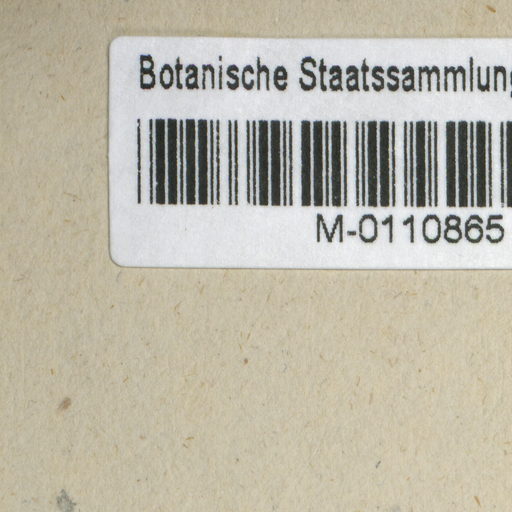 Botanische Staatssammlung
M-0110865